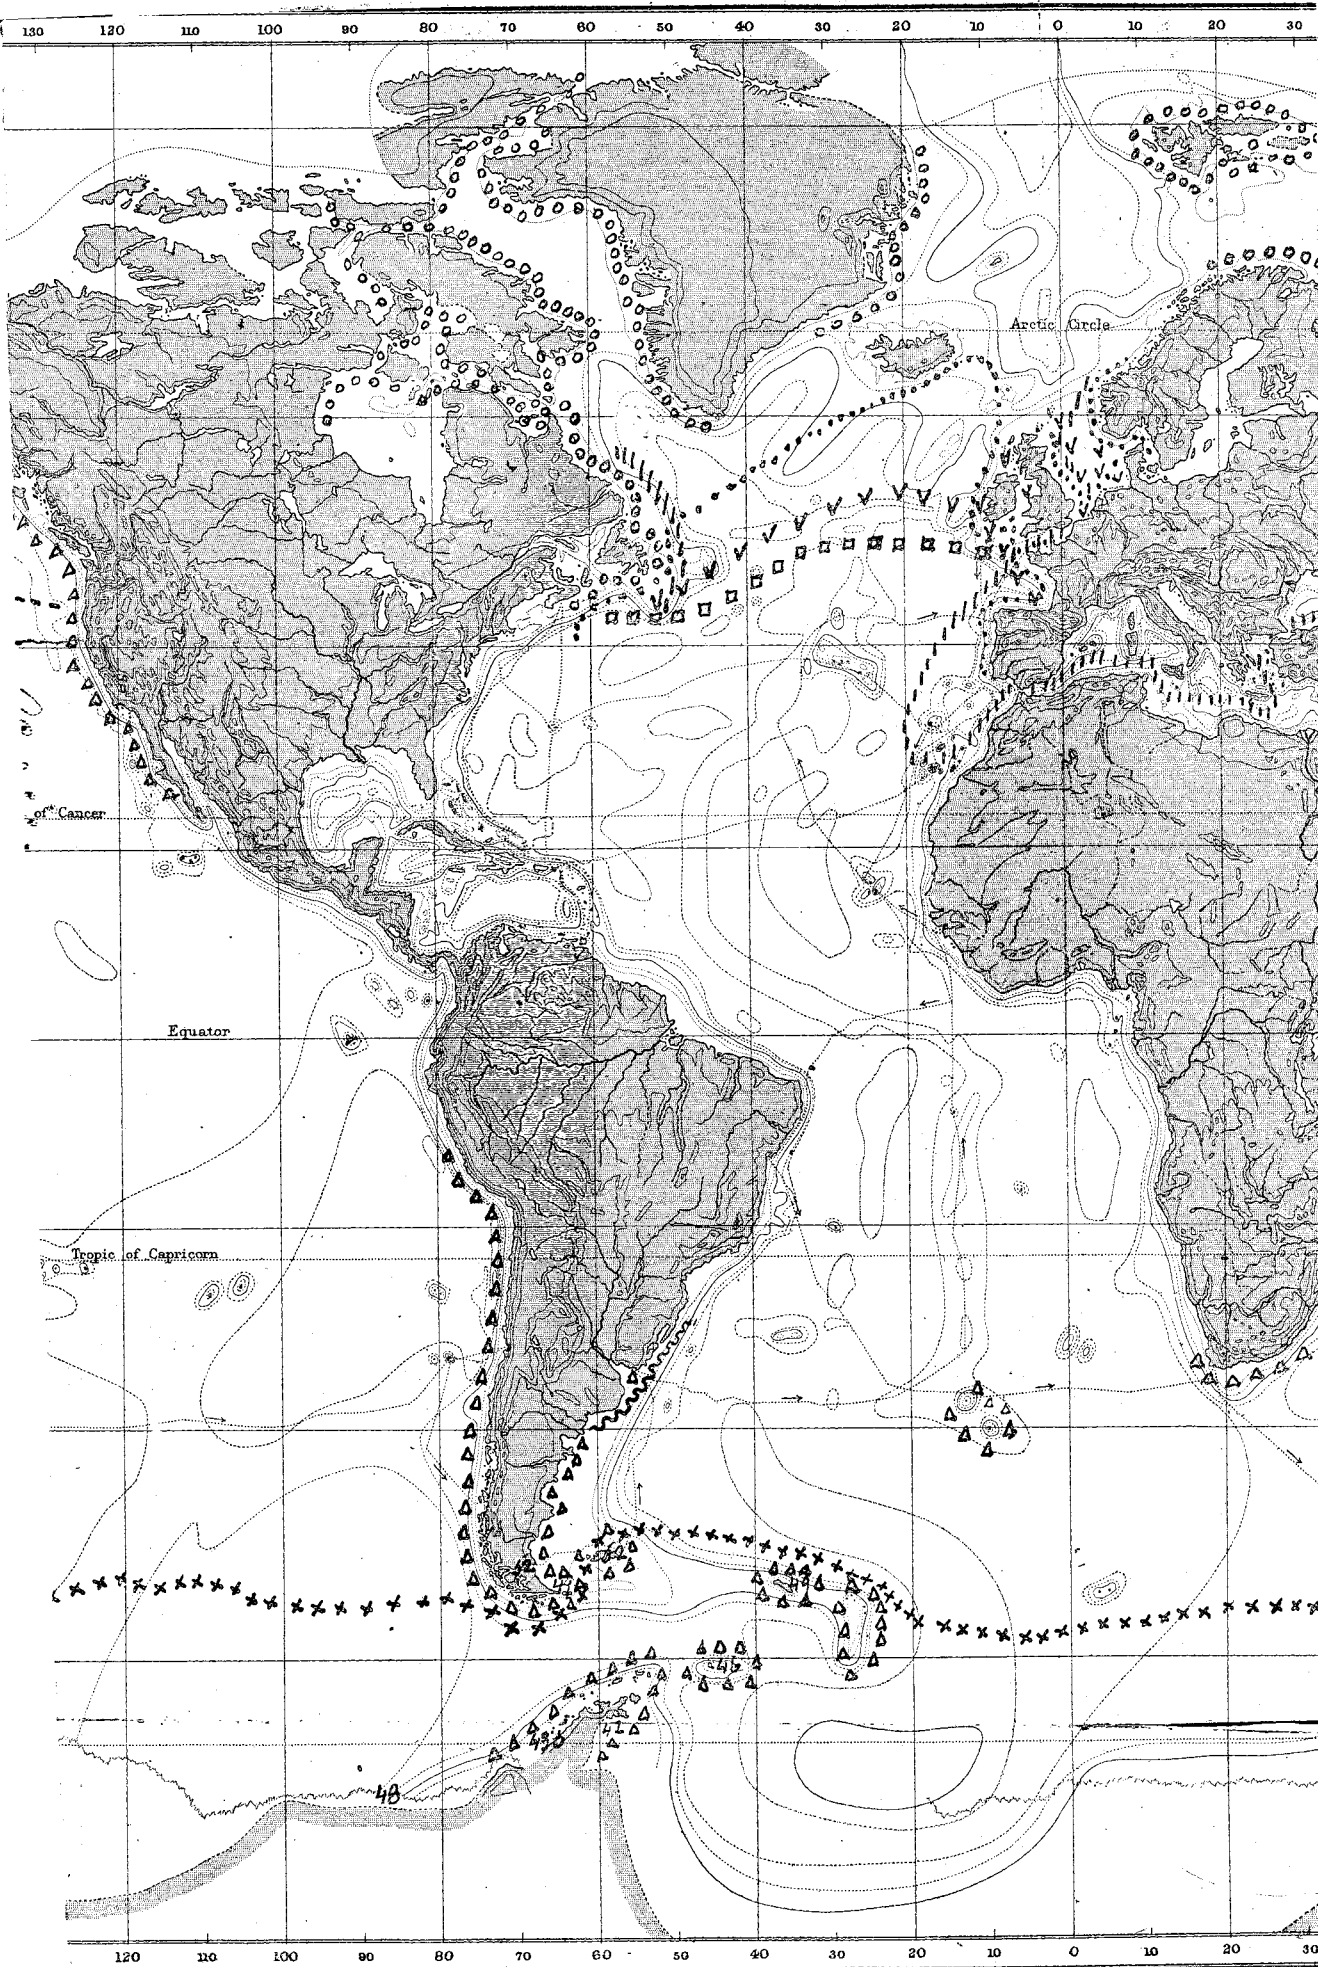 130 120 110 100 90 80 70 60 50 40 30 20 10 0 10 20 30
Arctic Circle
of Cancer
Equator
Tropic of Capricorn
48
120 110 100 90 80 70 60 50 40 30 20 10 0 10 20 30